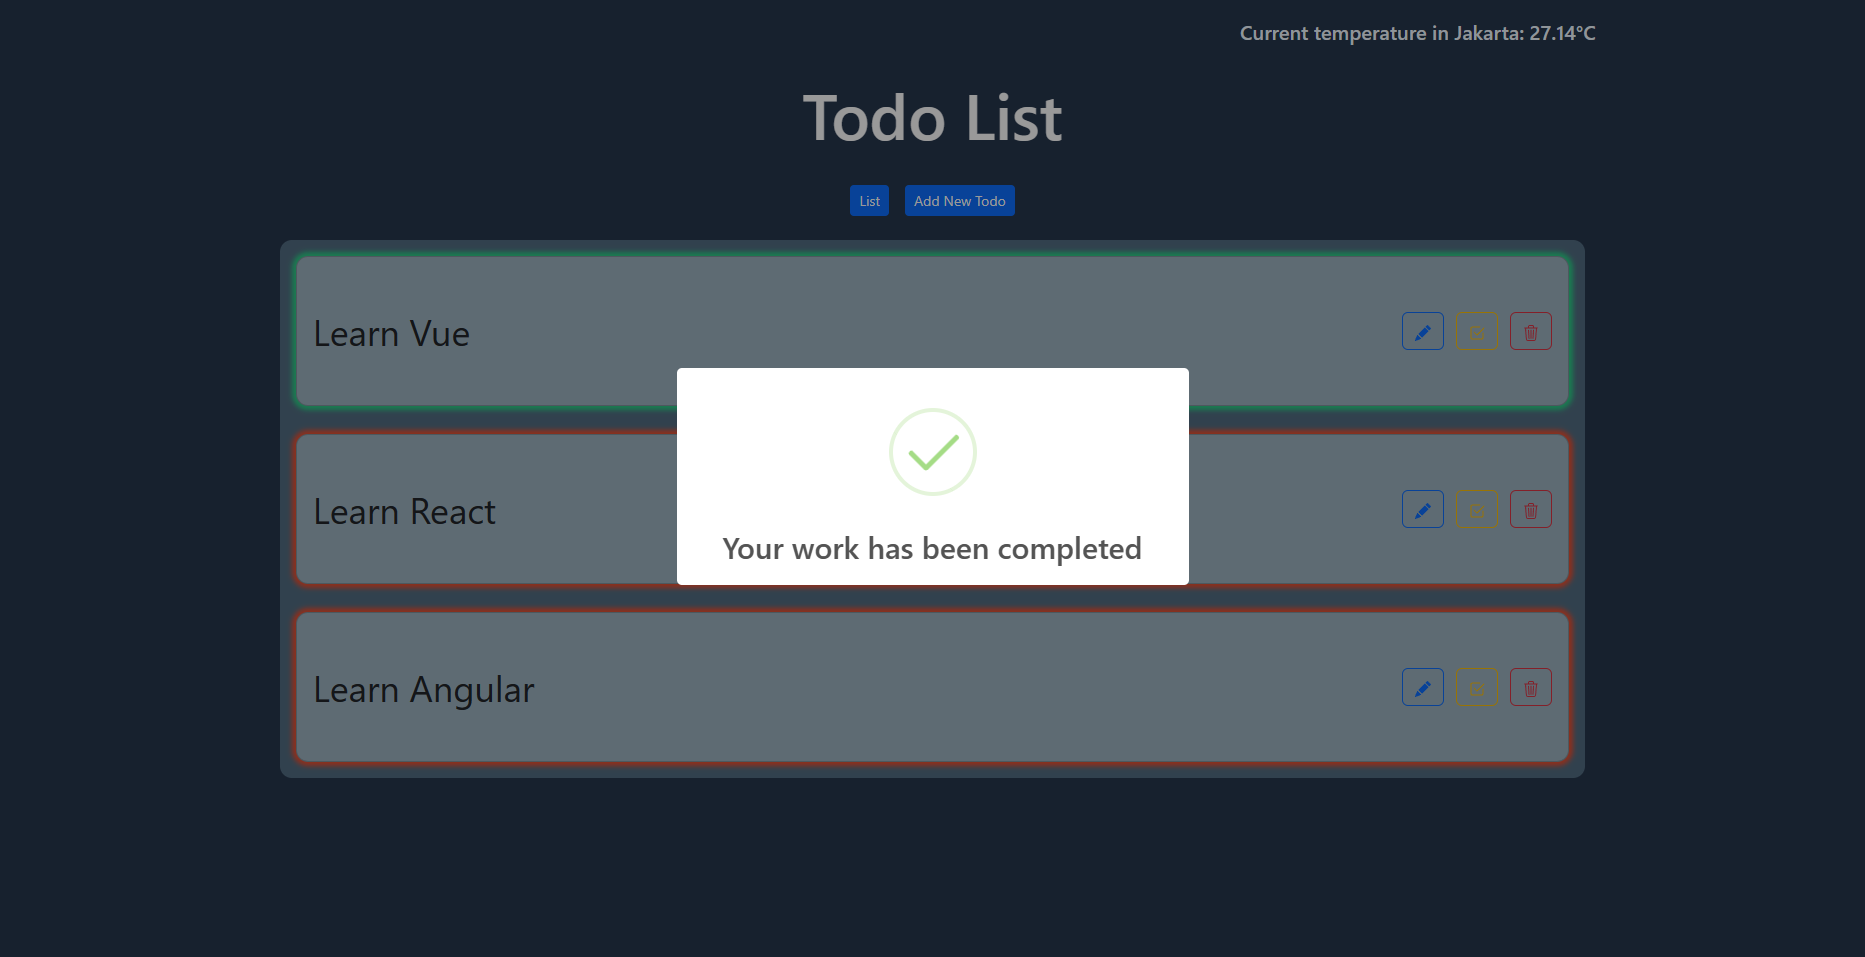 Current temperature in Jakarta: 27.14°C
Todo List
List Add New Todo
Learn Vue
Learn React
Your work has been completed
Learn Angular